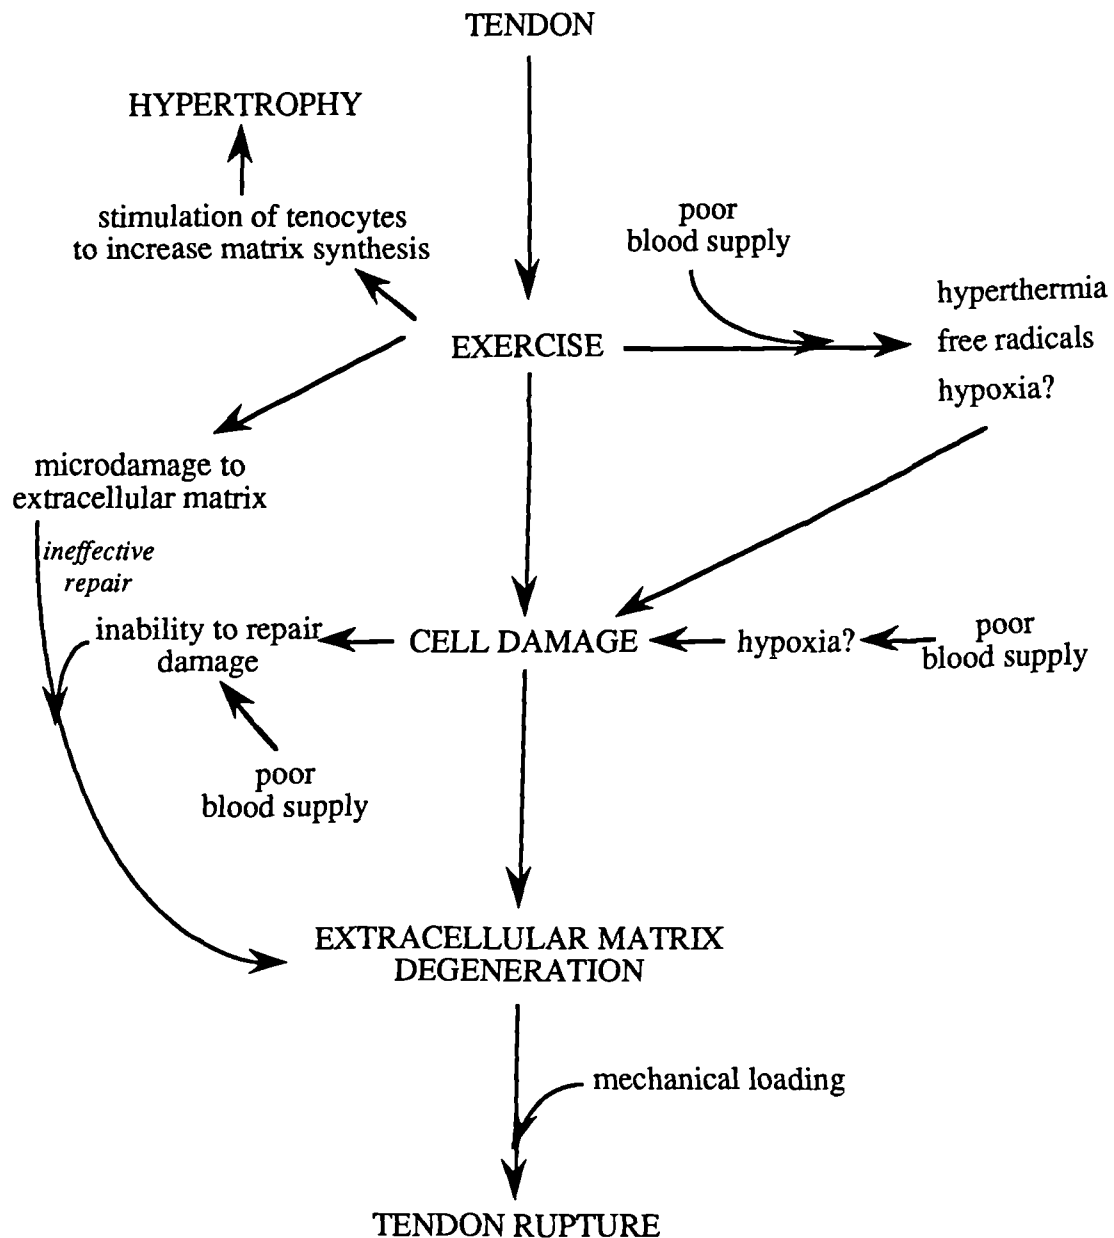 TENDON
HYPERTROPHY
stimulation of tenocytes
to increase matrix synthesis
poor
blood supply
hyperthermia
free radicals
hypoxia?
EXERCISE
microdamage to
extracellular matrix
ineffective
repair
inability to repair
damage
CELL DAMAGE
hypoxia?
poor
blood supply
poor
blood supply
EXTRACELLULAR MATRIX
DEGENERATION
mechanical loading
TENDON RUPTURE